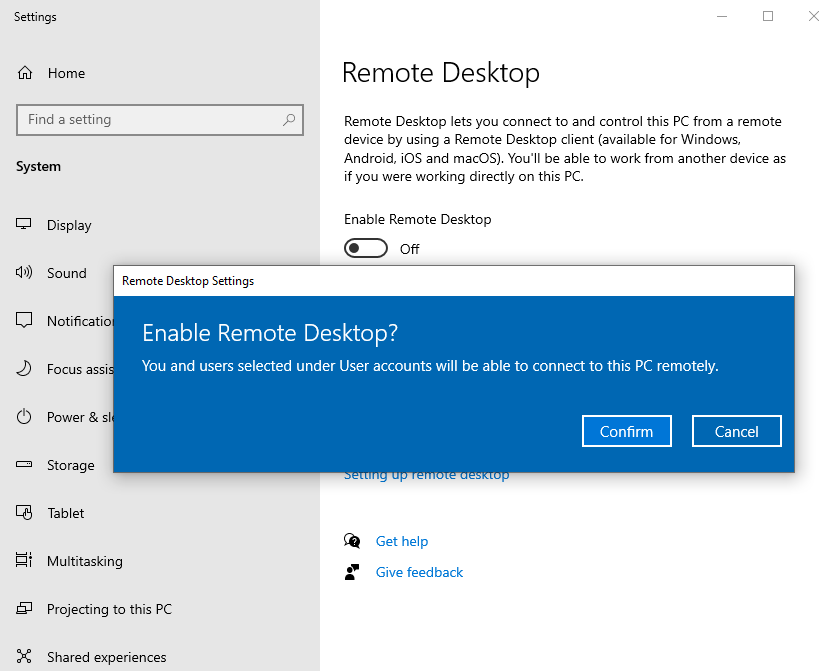 Settings
Home
Find a setting
System
Display
Sound
Notification
Focus assis
Power & sl
Storage
Tablet
Multitasking
Projecting to this PC
Shared experiences
Remote Desktop
Remote Desktop lets you connect to and control this PC from a remote
device by using a Remote Desktop client (available for Windows,
Android, iOS and macOS). You'll be able to work from another device as
if you were working directly on this PC.
Enable Remote Desktop
Off
Remote Desktop Settings
Enable Remote Desktop?
You and users selected under User accounts will be able to connect to this PC remotely.
Confirm
Cancel
Setting up remote desktop
Get help
Give feedback